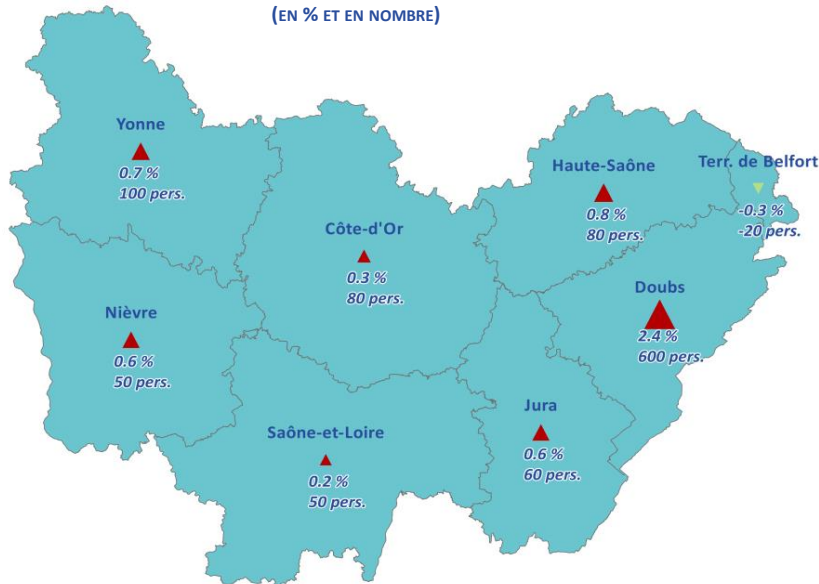 (EN % ET EN NOMBRE)
Yonne
0.7 %
100 pers.
Haute-Saône
0.8 %
80 pers.
Terr. de Belfort
-0.3 %
-20 pers.
Côte-d'Or
0.3 %
80 pers.
Doubs
2.4 %
600 pers.
Nièvre
0.6 %
50 pers.
Jura
0.6 %
60 pers.
Saône-et-Loire
0.2 %
50 pers.